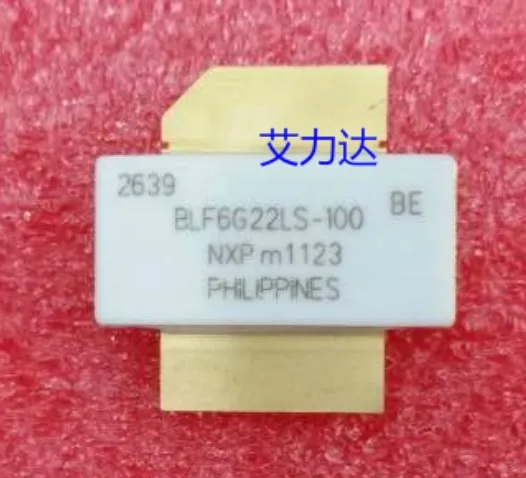 艾力达
2639
BE
BLF6G22LS-100
NXP m1123
PHILIPPINES